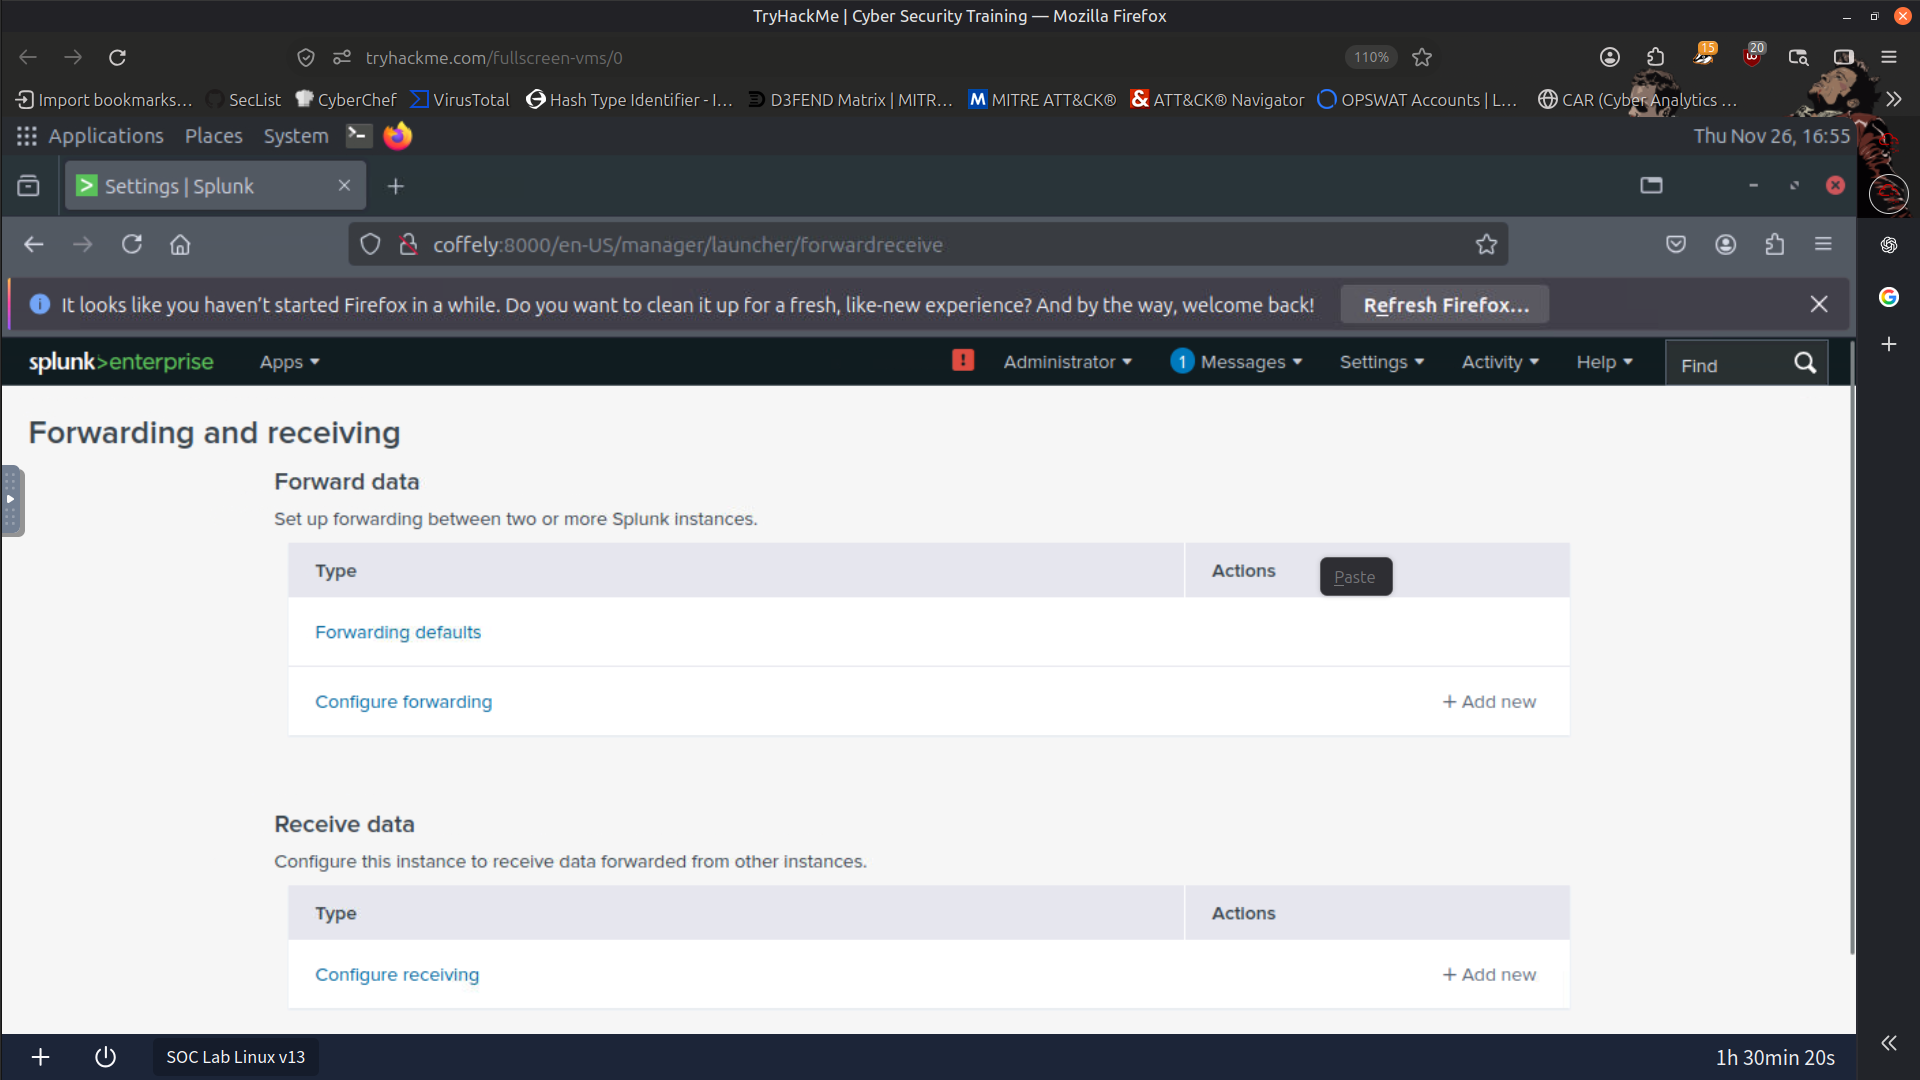 TryHackMe | Cyber Security Training — Mozilla Firefox
tryhackme.com/fullscreen-vms/0
110%
15
20
Import bookmarks...
SecList
CyberChef
VirusTotal
Hash Type Identifier - I...
D3FEND Matrix | MITR...
MITRE ATT&CK®
ATT&CK® Navigator
OPSWAT Accounts | L...
CAR (Cyber Analytics ...
Applications Places System
Thu Nov 26, 16:55
Settings | Splunk
coffely:8000/en-US/manager/launcher/forwardreceive
It looks like you haven't started Firefox in a while. Do you want to clean it up for a fresh, like-new experience? And by the way, welcome back!
Refresh Firefox...
splunk>enterprise Apps
Administrator 1 Messages Settings Activity Help Find
Forwarding and receiving
Forward data
Set up forwarding between two or more Splunk instances.
Type Actions
Paste
Forwarding defaults
Configure forwarding + Add new
Receive data
Configure this instance to receive data forwarded from other instances.
Type Actions
Configure receiving + Add new
SOC Lab Linux v13
1h 30min 20s